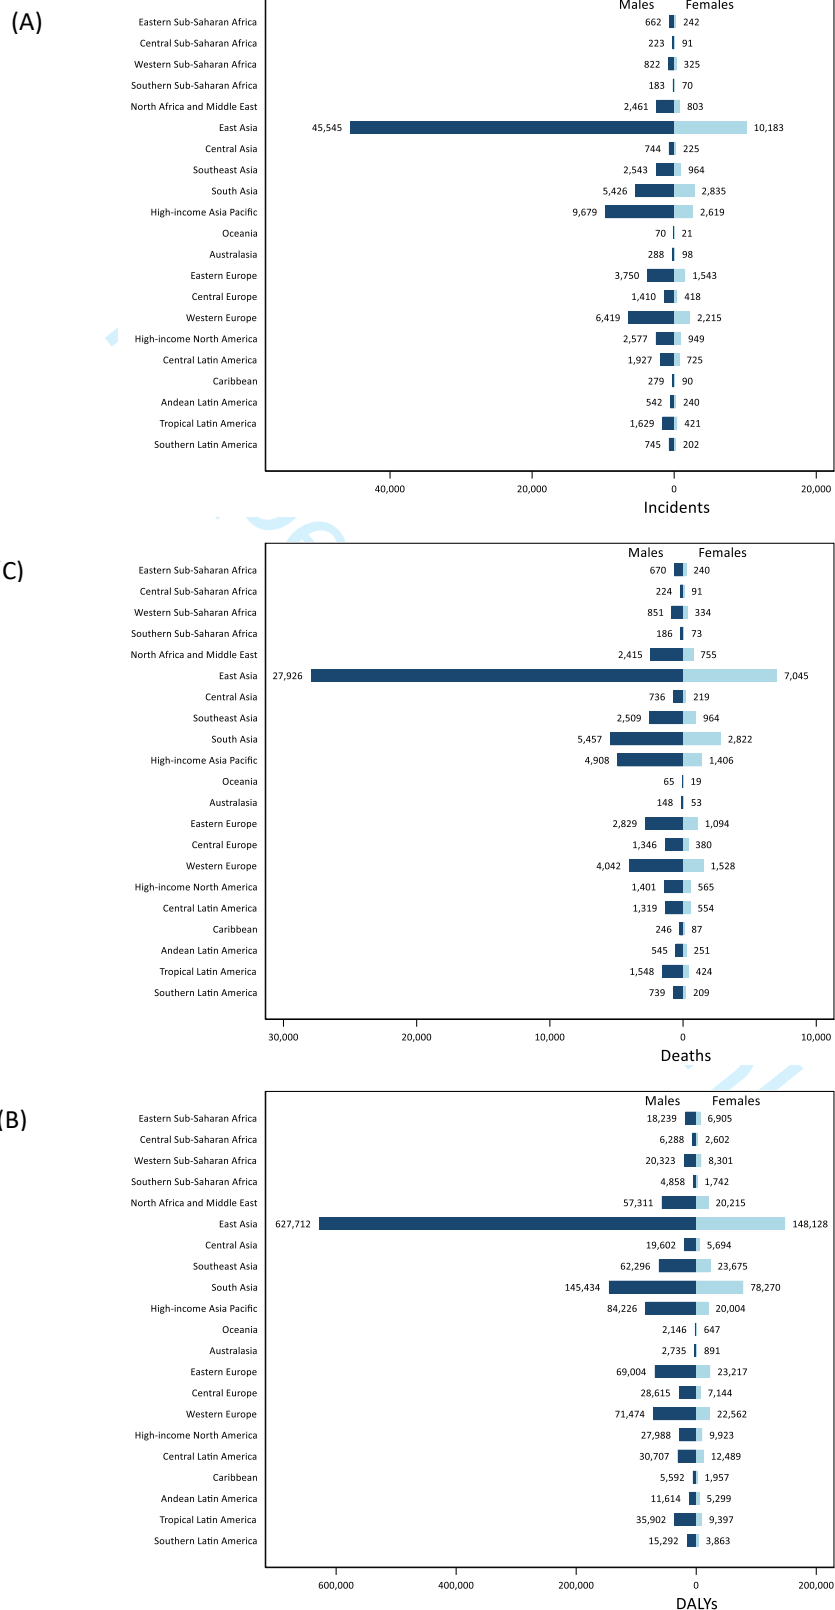 (A)
Males Females
Eastern Sub-Saharan Africa 662 242
Central Sub-Saharan Africa 223 91
Western Sub-Saharan Africa 822 325
Southern Sub-Saharan Africa 183 70
North Africa and Middle East 2,461 803
East Asia 45,545 10,183
Central Asia 744 225
Southeast Asia 2,543 964
South Asia 5,426 2,835
High-income Asia Pacific 9,679 2,619
Oceania 70 21
Australasia 288 98
Eastern Europe 3,750 1,543
Central Europe 1,410 418
Western Europe 6,419 2,215
High-income North America 2,577 949
Central Latin America 1,927 725
Caribbean 279 90
Andean Latin America 542 240
Tropical Latin America 1,629 421
Southern Latin America 745 202
40,000 20,000 0 20,000
Incidents
C)
Males Females
Eastern Sub-Saharan Africa 670 240
Central Sub-Saharan Africa 224 91
Western Sub-Saharan Africa 851 334
Southern Sub-Saharan Africa 186 73
North Africa and Middle East 2,415 755
East Asia 27,926 7,045
Central Asia 736 219
Southeast Asia 2,509 964
South Asia 5,457 2,822
High-income Asia Pacific 4,908 1,406
Oceania 65 19
Australasia 148 53
Eastern Europe 2,829 1,094
Central Europe 1,346 380
Western Europe 4,042 1,528
High-income North America 1,401 565
Central Latin America 1,319 554
Caribbean 246 87
Andean Latin America 545 251
Tropical Latin America 1,548 424
Southern Latin America 739 209
30,000 20,000 10,000 0 10,000
Deaths
(B)
Males Females
Eastern Sub-Saharan Africa 18,239 6,905
Central Sub-Saharan Africa 6,288 2,602
Western Sub-Saharan Africa 20,323 8,301
Southern Sub-Saharan Africa 4,858 1,742
North Africa and Middle East 57,311 20,215
East Asia 627,712 148,128
Central Asia 19,602 5,694
Southeast Asia 62,296 23,675
South Asia 145,434 78,270
High-income Asia Pacific 84,226 20,004
Oceania 2,146 647
Australasia 2,735 891
Eastern Europe 69,004 23,217
Central Europe 28,615 7,144
Western Europe 71,474 22,562
High-income North America 27,988 9,923
Central Latin America 30,707 12,489
Caribbean 5,592 1,957
Andean Latin America 11,614 5,299
Tropical Latin America 35,902 9,397
Southern Latin America 15,292 3,863
600,000 400,000 200,000 0 200,000
DALYs